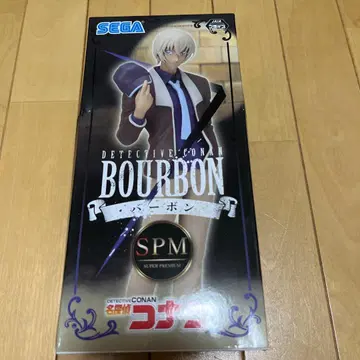 SEGA
DETECTIVE CONAN
BOURBON
・バーボン・
SPM
SUPER PREMIUM
DETECTIVE CONAN
名探偵
コナン